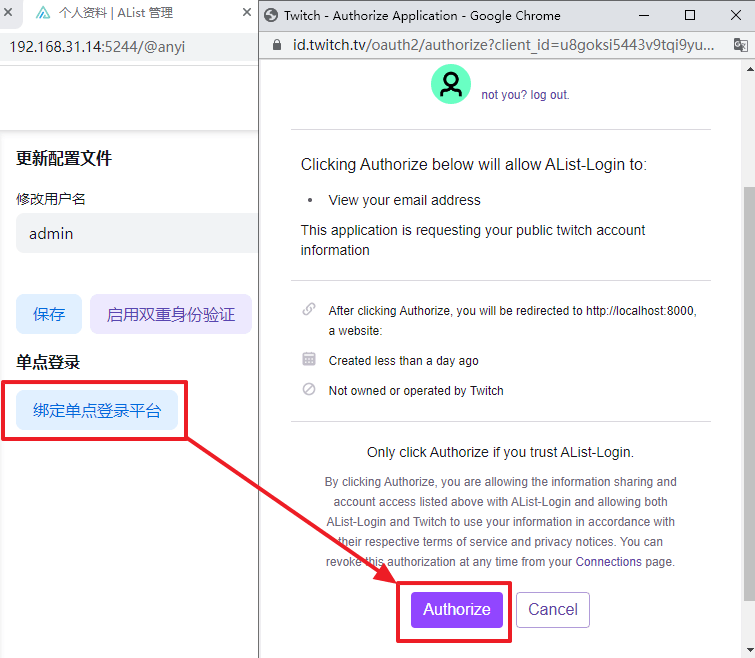 个人资料 | AList 管理
192.168.31.14:5244/@anyi
更新配置文件
修改用户名
admin
保存
启用双重身份验证
单点登录
绑定单点登录平台
Twitch - Authorize Application - Google Chrome
id.twitch.tv/oauth2/authorize?client_id=u8goksi5443v9tqi9yu...
not you? log out.
Clicking Authorize below will allow AList-Login to:
• View your email address
This application is requesting your public twitch account
information
After clicking Authorize, you will be redirected to http://localhost:8000,
a website:
Created less than a day ago
Not owned or operated by Twitch
Only click Authorize if you trust AList-Login.
By clicking Authorize, you are allowing the information sharing and
account access listed above with AList-Login and allowing both
AList-Login and Twitch to use your information in accordance with
their respective terms of service and privacy notices. You can
revoke this authorization at any time from your Connections page.
Authorize
Cancel